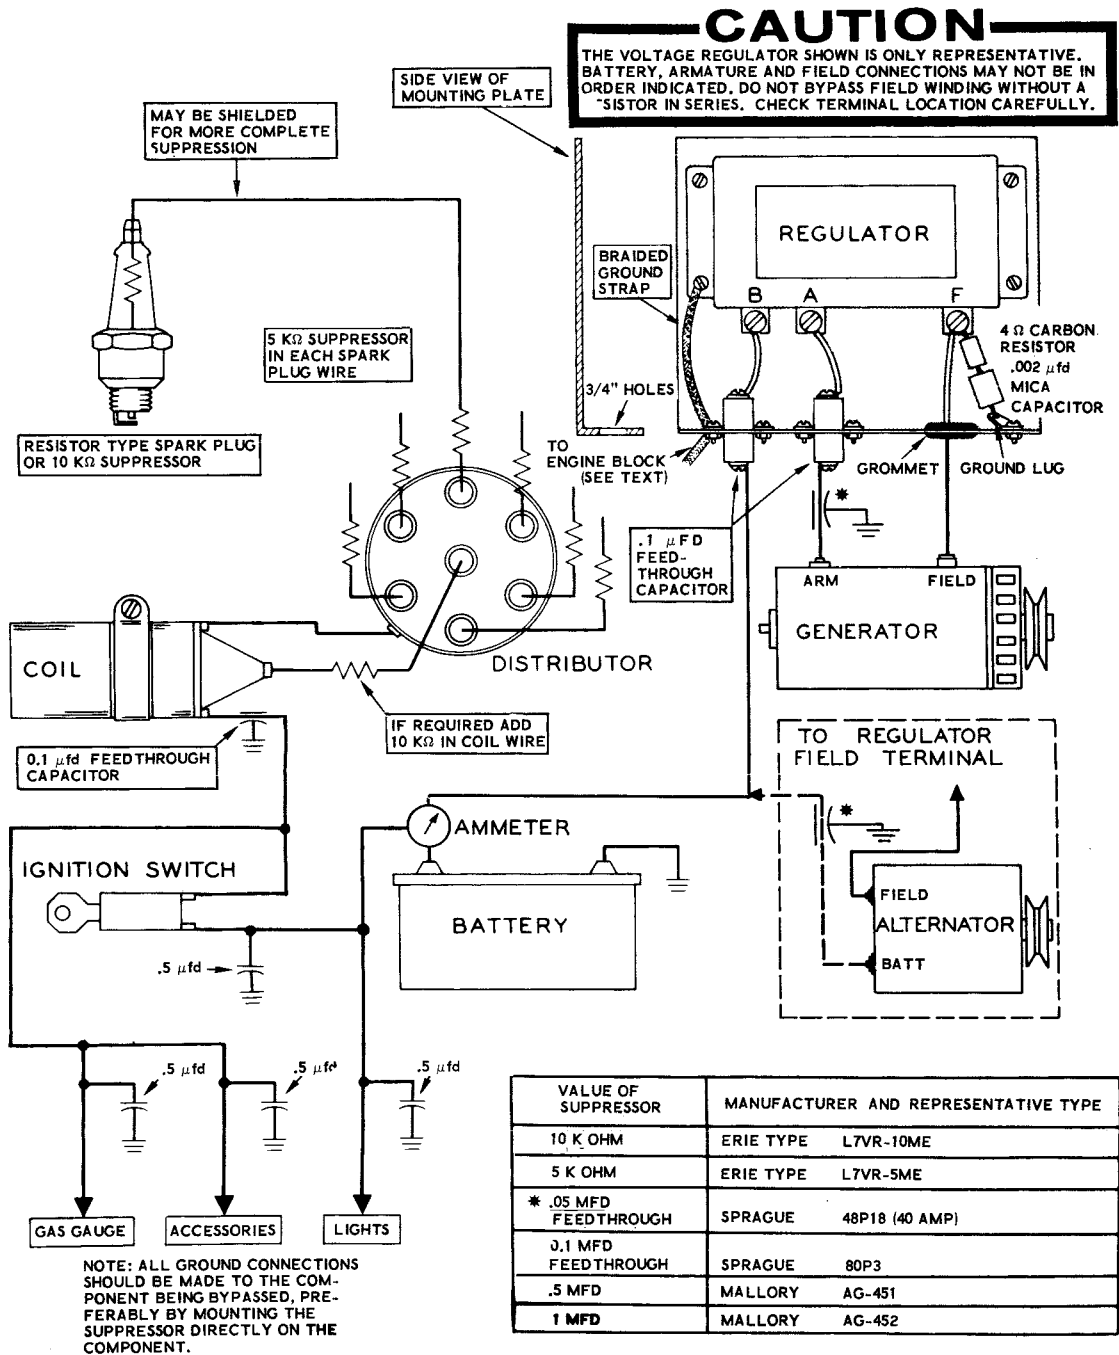 CAUTION
THE VOLTAGE REGULATOR SHOWN IS ONLY REPRESENTATIVE.
BATTERY, ARMATURE AND FIELD CONNECTIONS MAY NOT BE IN
ORDER INDICATED. DO NOT BYPASS FIELD WINDING WITHOUT A
"SISTOR IN SERIES. CHECK TERMINAL LOCATION CAREFULLY.
SIDE VIEW OF
MOUNTING PLATE
MAY BE SHIELDED
FOR MORE COMPLETE
SUPPRESSION
REGULATOR
BRAIDED
GROUND
STRAP
B
A
F
4 Ω CARBON
RESISTOR
.002 μfd
MICA
CAPACITOR
5 KΩ SUPPRESSOR
IN EACH SPARK
PLUG WIRE
3/4" HOLES
RESISTOR TYPE SPARK PLUG
OR 10 KΩ SUPPRESSOR
TO
ENGINE BLOCK
(SEE TEXT)
GROMMET
GROUND LUG
*
.1 μFD
FEED-
THROUGH
CAPACITOR
ARM
FIELD
GENERATOR
COIL
DISTRIBUTOR
IF REQUIRED ADD
10 KΩ IN COIL WIRE
0.1 μfd FEEDTHROUGH
CAPACITOR
TO REGULATOR
FIELD TERMINAL
*
AMMETER
IGNITION SWITCH
BATTERY
FIELD
ALTERNATOR
BATT
.5 μfd
.5 μfd
.5 μfd
.5 μfd
GAS GAUGE
ACCESSORIES
LIGHTS
NOTE: ALL GROUND CONNECTIONS
SHOULD BE MADE TO THE COM-
PONENT BEING BYPASSED, PRE-
FERABLY BY MOUNTING THE
SUPPRESSOR DIRECTLY ON THE
COMPONENT.
VALUE OF
SUPPRESSOR
MANUFACTURER AND REPRESENTATIVE TYPE
10 K OHM ERIE TYPE L7VR-10ME
5 K OHM ERIE TYPE L7VR-5ME
* .05 MFD
FEEDTHROUGH SPRAGUE 48P18 (40 AMP)
0.1 MFD
FEEDTHROUGH SPRAGUE 80P3
.5 MFD MALLORY AG-451
1 MFD MALLORY AG-452